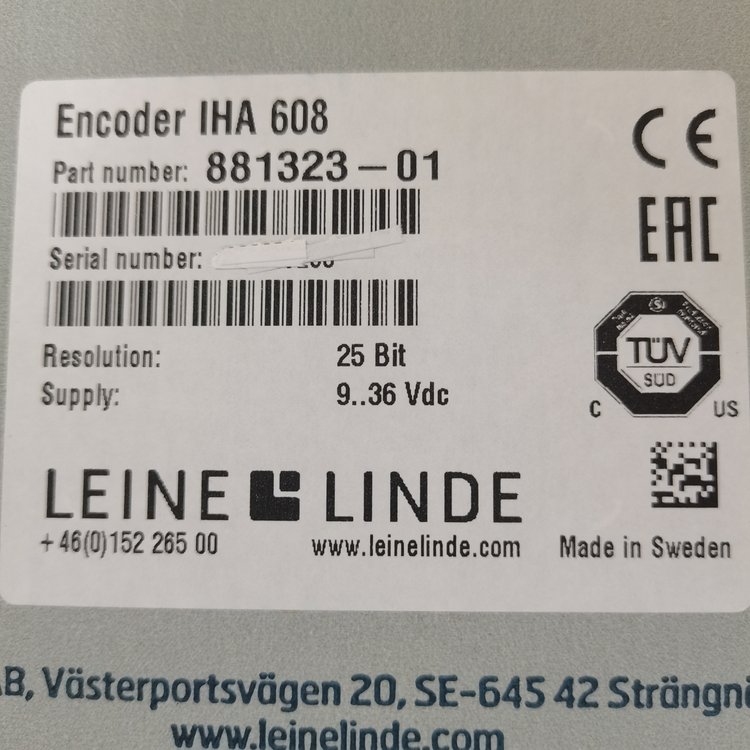 Encoder IHA 608
Part number: 881323-01
Serial number:
Resolution: 25 Bit
Supply: 9..36 Vdc
LEINE LINDE
+46(0)152 265 00 www.leinelinde.com Made in Sweden
CE
EAC
TÜV
SÜD
C US
AB, Västerportsvägen 20, SE-645 42 Strängn
www.leinelinde.com